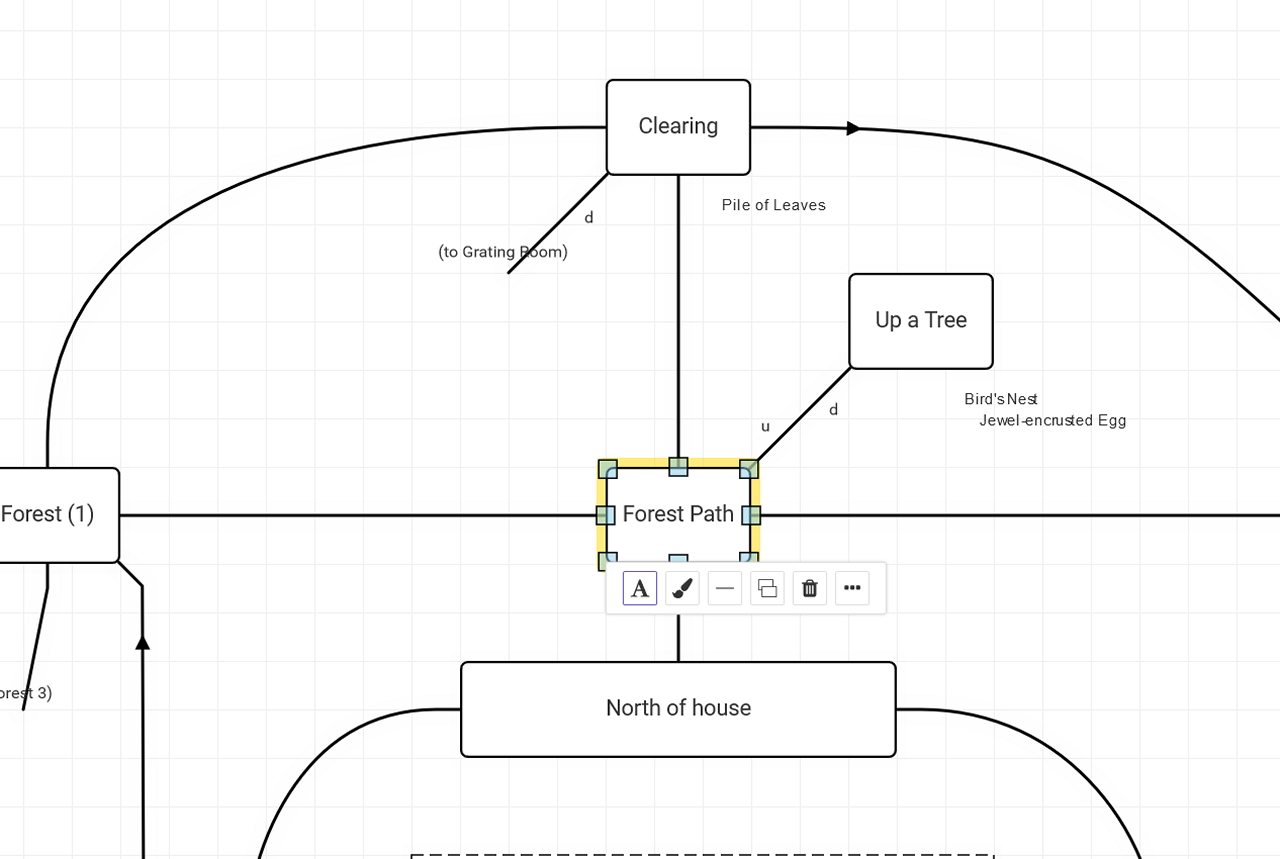 Clearing
Pile of Leaves
d
(to Grating Room)
Up a Tree
Bird's Nest
Jewel-encrusted Egg
d
u
Forest (1)
Forest Path
A
orest 3)
North of house